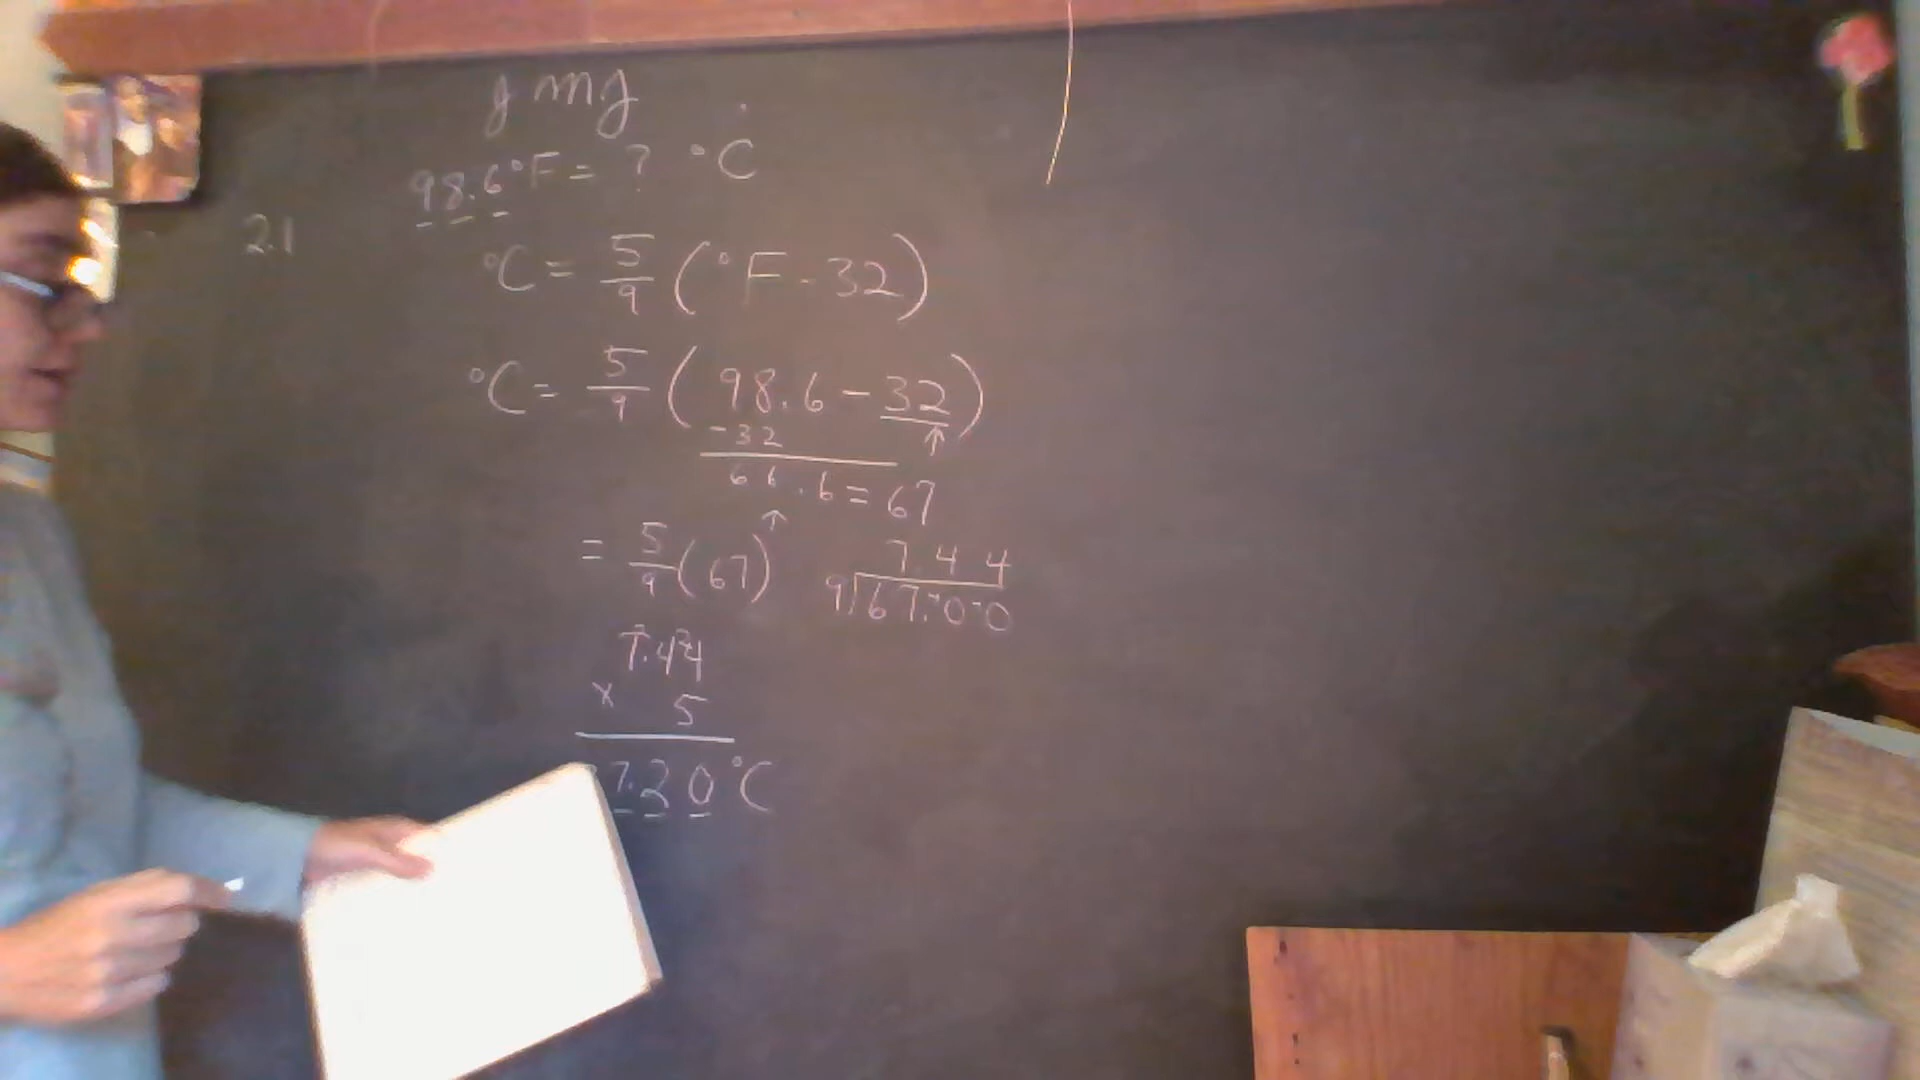 J M J
98.6°F = ? °C
2.1
°C = 5/9 (°F - 32)
°C = 5/9 (98.6 - 32)
-32 ↑
66.6 = 67
↑
= 5/9 (67)
7.44
9)67.00
7.44
x 5
7.20 °C